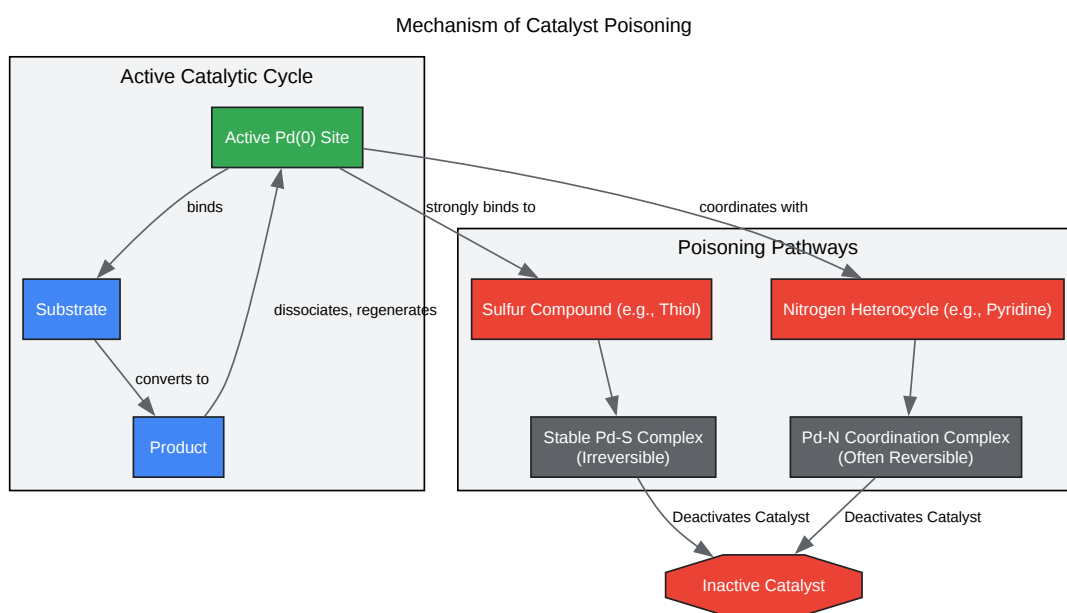 Mechanism of Catalyst Poisoning
Active Catalytic Cycle
Active Pd(0) Site
binds
strongly binds to
coordinates with
Poisoning Pathways
Substrate
dissociates, regenerates
Sulfur Compound (e.g., Thiol)
Nitrogen Heterocycle (e.g., Pyridine)
converts to
Product
Stable Pd-S Complex
(Irreversible)
Pd-N Coordination Complex
(Often Reversible)
Deactivates Catalyst
Deactivates Catalyst
Inactive Catalyst